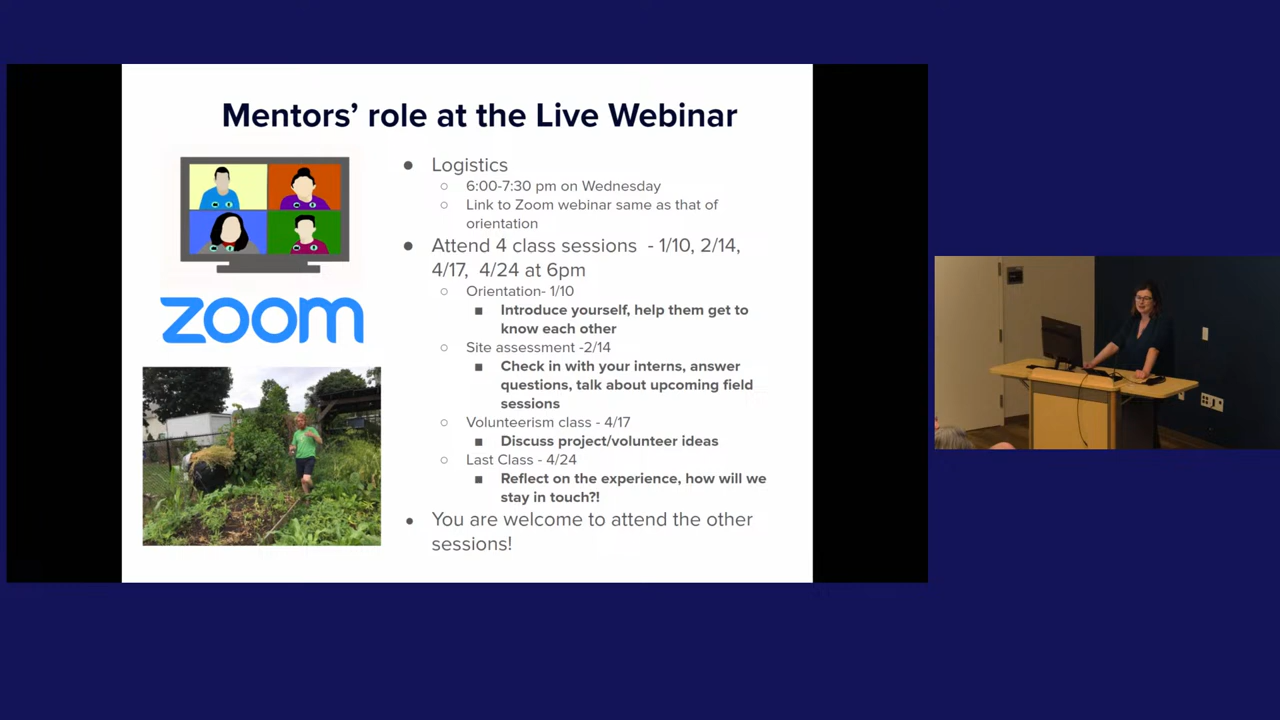 Mentors’ role at the Live Webinar
● Logistics
○ 6:00-7:30 pm on Wednesday
○ Link to Zoom webinar same as that of
orientation
● Attend 4 class sessions - 1/10, 2/14,
4/17, 4/24 at 6pm
○ Orientation- 1/10
■ Introduce yourself, help them get to
know each other
○ Site assessment -2/14
■ Check in with your interns, answer
questions, talk about upcoming field
sessions
○ Volunteerism class - 4/17
■ Discuss project/volunteer ideas
○ Last Class - 4/24
■ Reflect on the experience, how will we
stay in touch?!
● You are welcome to attend the other
sessions!
zoom